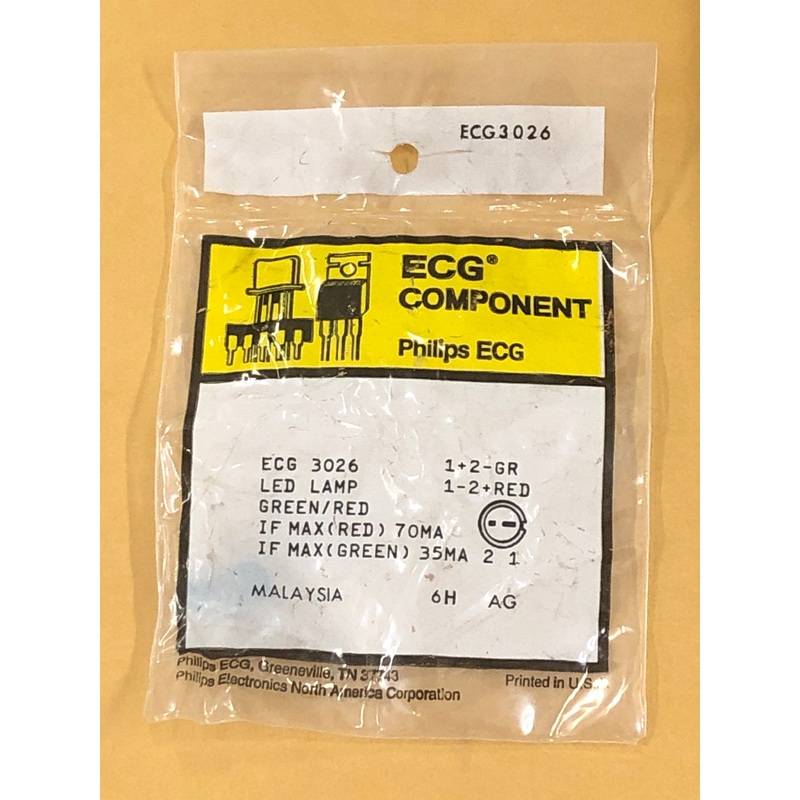 ECG3026
ECG®
COMPONENT
Philips ECG
ECG 3026 1+2-GR
LED LAMP 1-2+RED
GREEN/RED
IF MAX(RED) 70MA
IF MAX(GREEN) 35MA 2 1
MALAYSIA 6H AG
Philips ECG, Greeneville, TN 37743
Philips Electronics North America Corporation
Printed in U.S.A.